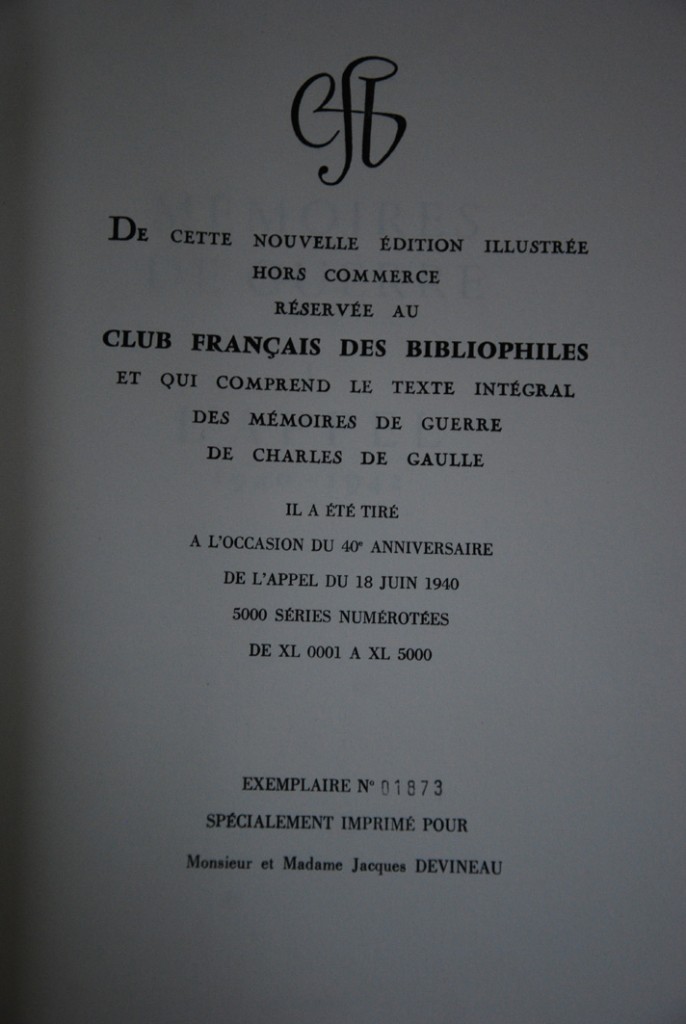 cfb
DE CETTE NOUVELLE ÉDITION ILLUSTRÉE
HORS COMMERCE
RÉSERVÉE AU
CLUB FRANÇAIS DES BIBLIOPHILES
ET QUI COMPREND LE TEXTE INTÉGRAL
DES MÉMOIRES DE GUERRE
DE CHARLES DE GAULLE
IL A ÉTÉ TIRÉ
A L'OCCASION DU 40e ANNIVERSAIRE
DE L'APPEL DU 18 JUIN 1940
5000 SÉRIES NUMÉROTÉES
DE XL 0001 A XL 5000
EXEMPLAIRE N° 01873
SPÉCIALEMENT IMPRIMÉ POUR
Monsieur et Madame Jacques DEVINEAU